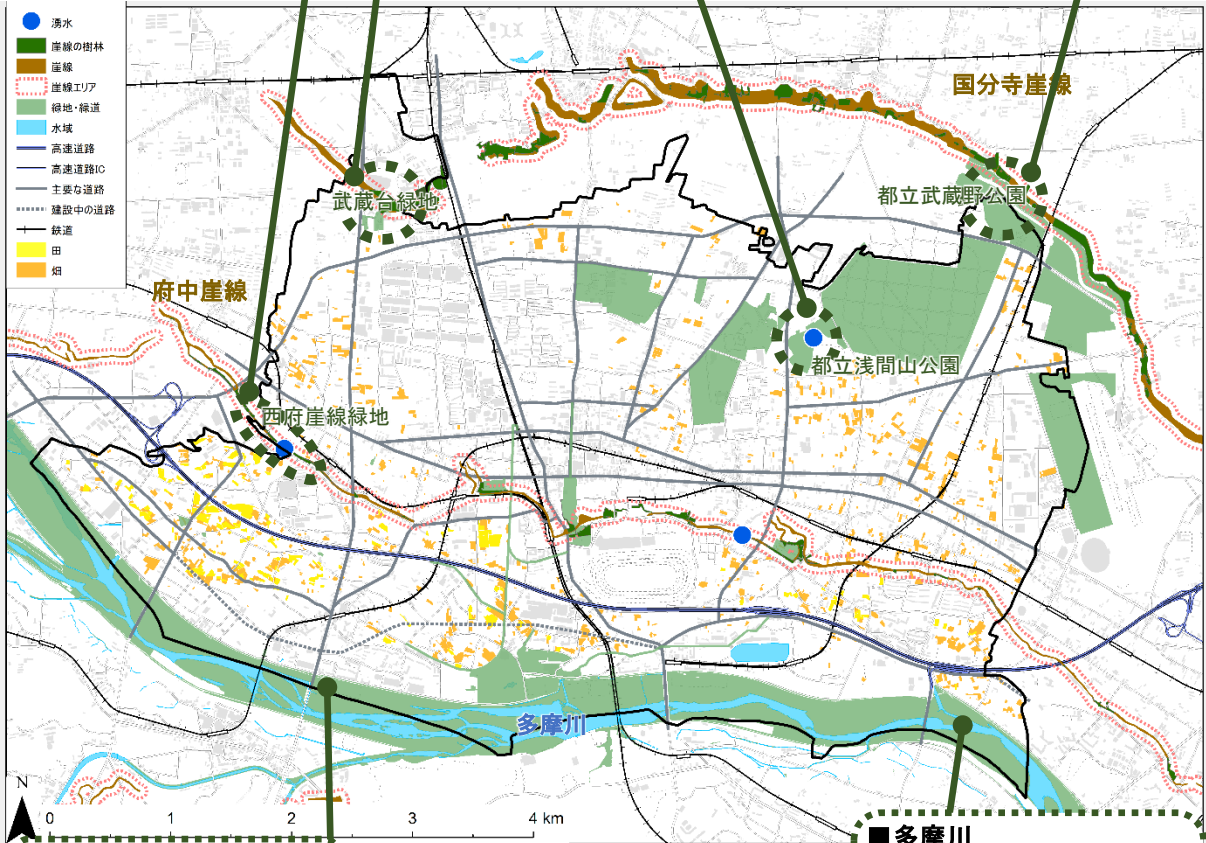 湧水
崖線の樹林
崖線
崖線エリア
緑地・緑道
水域
高速道路
高速道路IC
主要な道路
建設中の道路
鉄道
田
畑
国分寺崖線
武蔵台緑地
都立武蔵野公園
府中崖線
都立浅間山公園
西府崖線緑地
多摩川
N
0 1 2 3 4 km
■多摩川